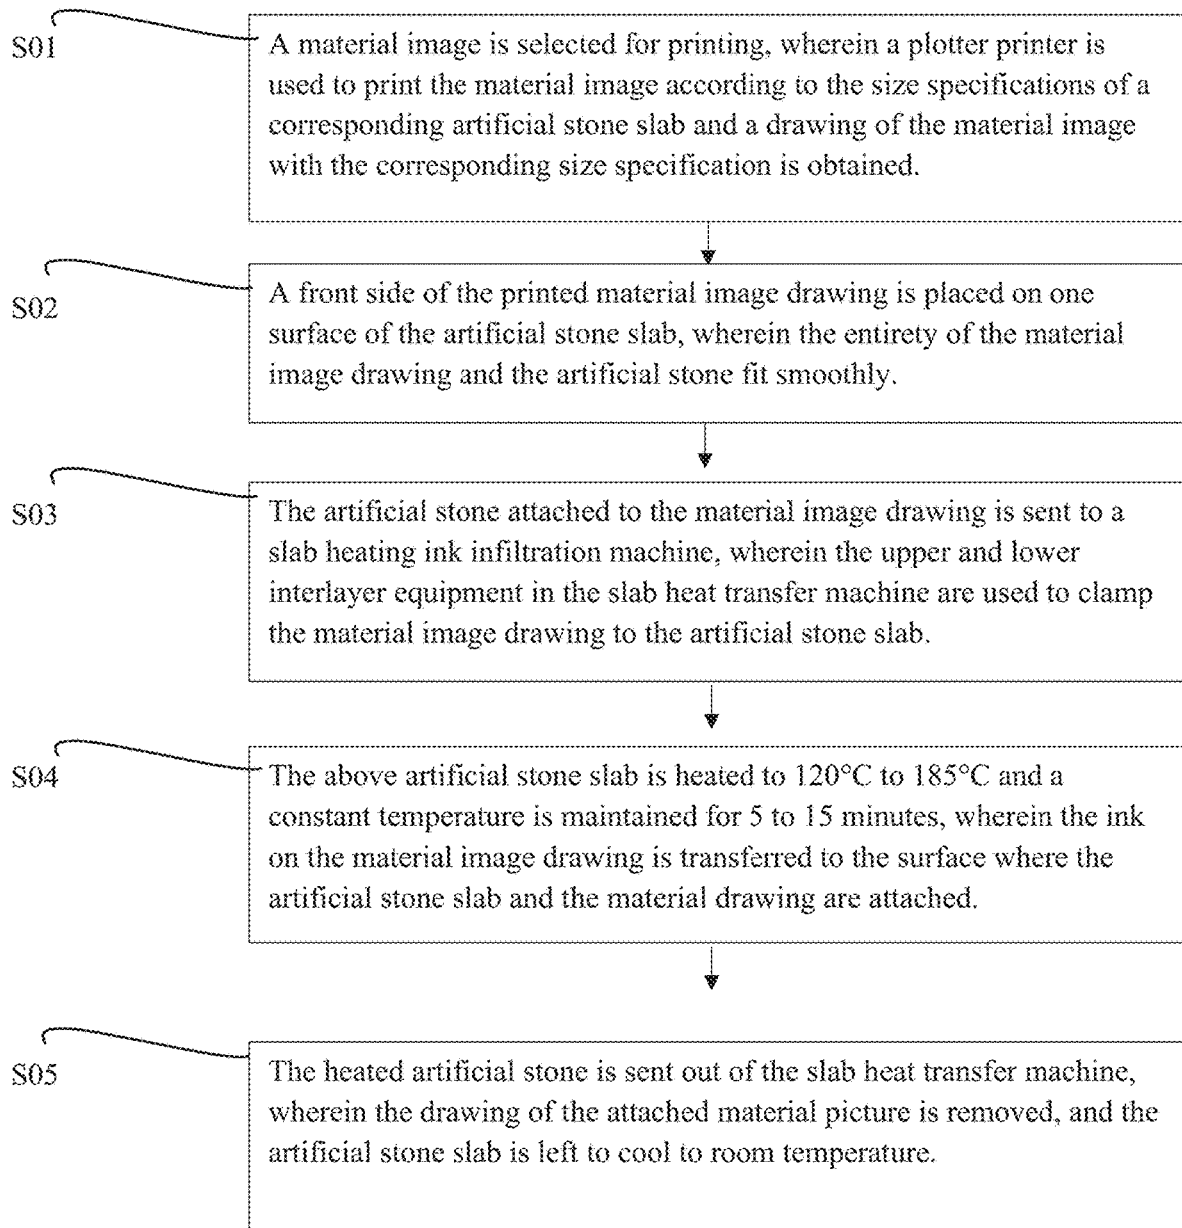 S01
A material image is selected for printing, wherein a plotter printer is
used to print the material image according to the size specifications of a
corresponding artificial stone slab and a drawing of the material image
with the corresponding size specification is obtained.
S02
A front side of the printed material image drawing is placed on one
surface of the artificial stone slab, wherein the entirety of the material
image drawing and the artificial stone fit smoothly.
S03
The artificial stone attached to the material image drawing is sent to a
slab heating ink infiltration machine, wherein the upper and lower
interlayer equipment in the slab heat transfer machine are used to clamp
the material image drawing to the artificial stone slab.
S04
The above artificial stone slab is heated to 120°C to 185°C and a
constant temperature is maintained for 5 to 15 minutes, wherein the ink
on the material image drawing is transferred to the surface where the
artificial stone slab and the material drawing are attached.
S05
The heated artificial stone is sent out of the slab heat transfer machine,
wherein the drawing of the attached material picture is removed, and the
artificial stone slab is left to cool to room temperature.